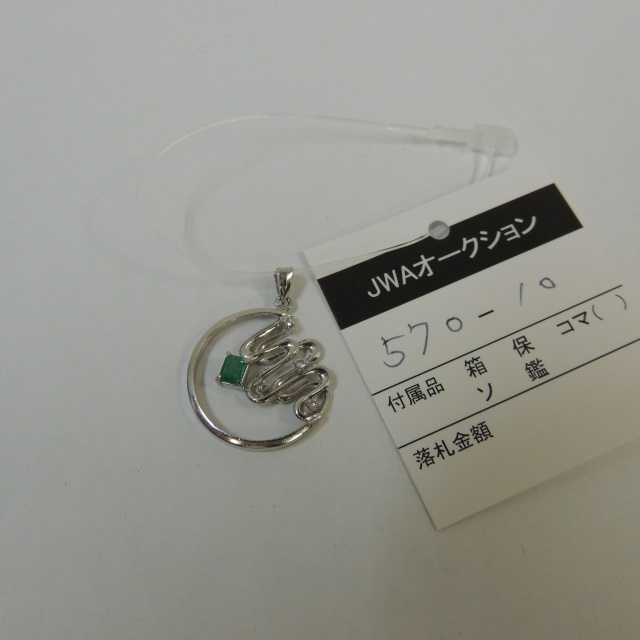 JWAオークション
570-10
付属品 箱 保 コマ( )
ソ 鑑
落札金額